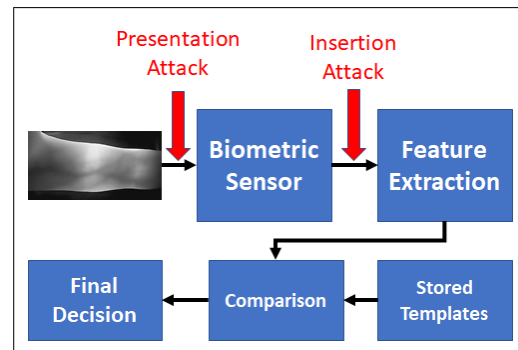 Presentation
Attack
Insertion
Attack
Biometric
Sensor
Feature
Extraction
Final
Decision
Comparison
Stored
Templates